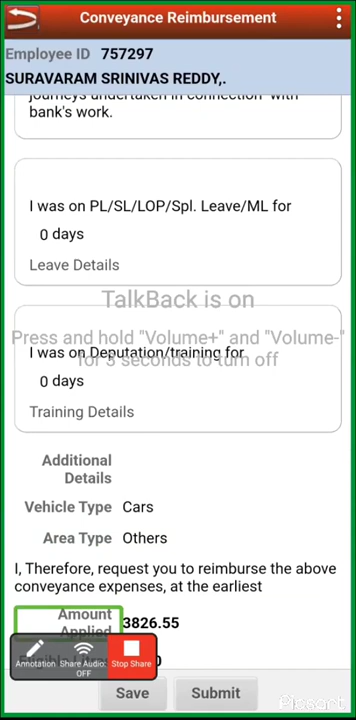 Conveyance Reimbursement
Employee ID 757297
SURAVARAM SRINIVAS REDDY,.
journeys undertaken in connection with
bank's work.
I was on PL/SL/LOP/Spl. Leave/ML for
0 days
Leave Details
TalkBack is on
Press and hold "Volume+" and "Volume-"
for 3 seconds to turn off
I was on Deputation/training for
0 days
Training Details
Additional
Details
Vehicle Type Cars
Area Type Others
I, Therefore, request you to reimburse the above
conveyance expenses, at the earliest
Amount
Applied 3826.55
Annotation
Share Audio:
OFF
Stop Share
Save
Submit
Picsart